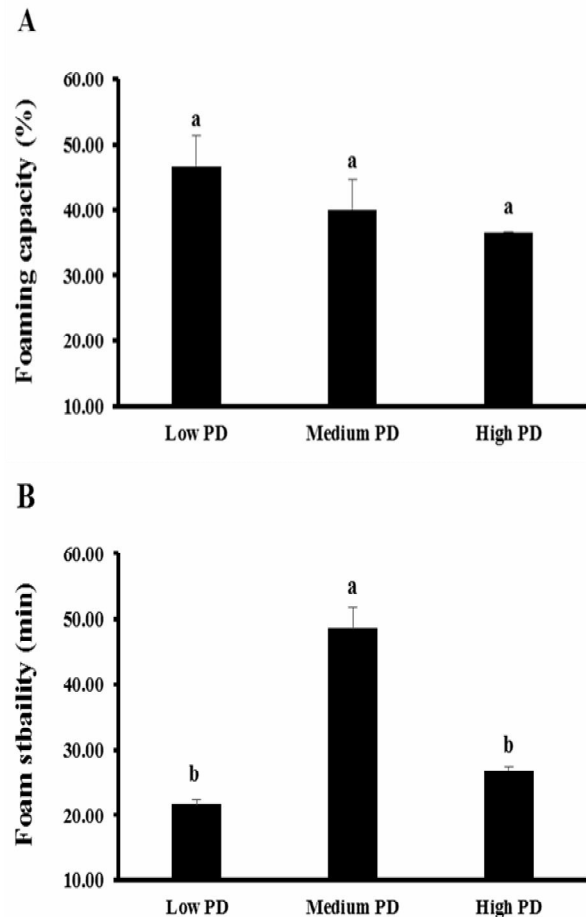 A
60.00
50.00
40.00
30.00
20.00
10.00
Foaming capacity (%)
a
a
a
Low PD Medium PD High PD
B
60.00
50.00
40.00
30.00
20.00
10.00
Foam stbaility (min)
a
b
b
Low PD Medium PD High PD